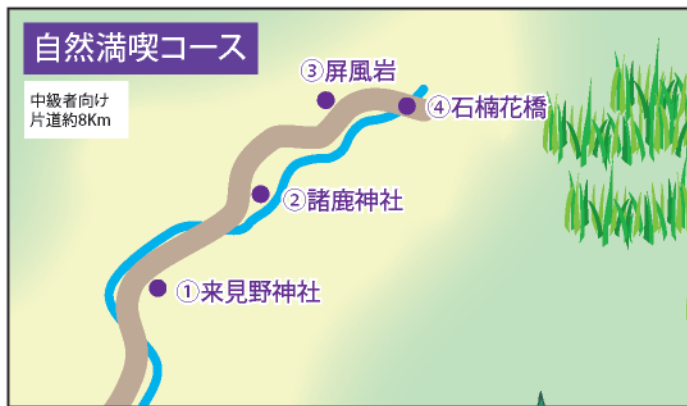 自然満喫コース
中級者向け
片道約8Km
③屏風岩
④石楠花橋
②諸鹿神社
①来見野神社